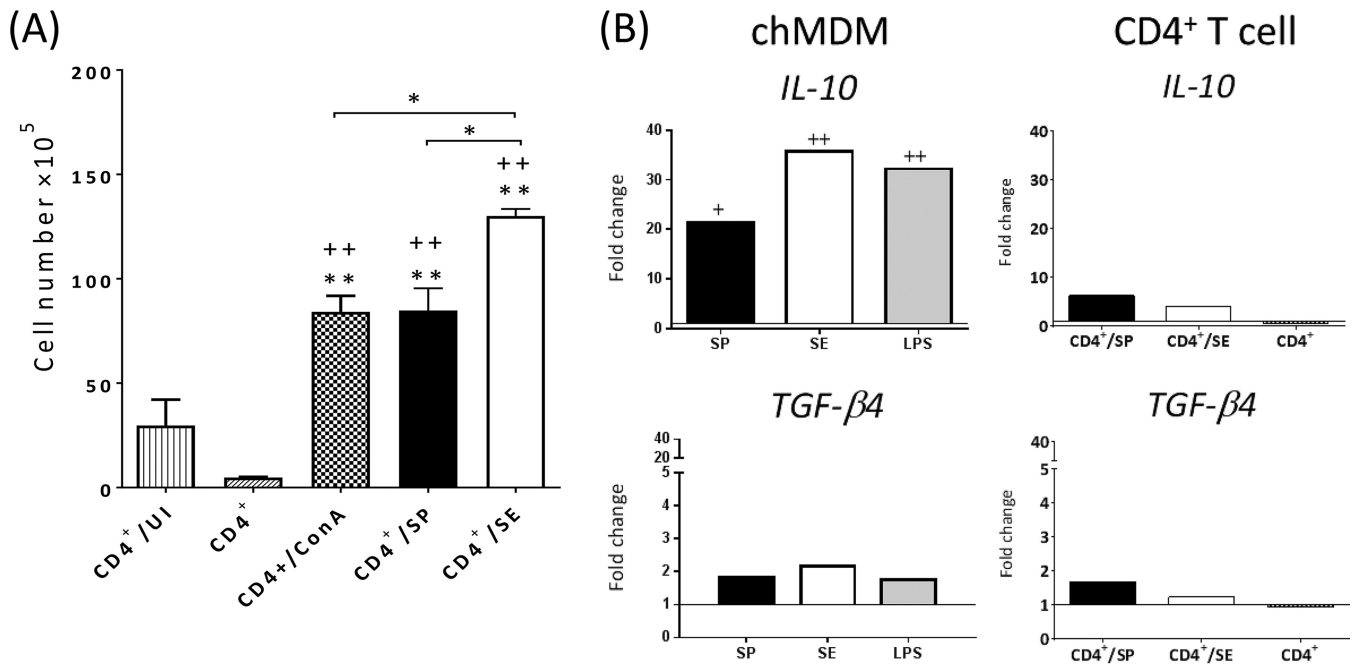 (A)
200
150
100
50
0
Cell number ×10⁵
*
*
++
**
++
**
++
**
CD4⁺/UI
CD4⁺
CD4+/ConA
CD4⁺/SP
CD4⁺/SE
(B)
chMDM
CD4⁺ T cell
IL-10
40
30
20
10
0
Fold change
+
++
++
SP
SE
LPS
IL-10
40
30
20
10
0
Fold change
CD4⁺/SP
CD4⁺/SE
CD4⁺
TGF-β4
40
20
5
4
3
2
1
0
Fold change
SP
SE
LPS
TGF-β4
40
5
4
3
2
1
0
Fold change
CD4⁺/SP
CD4⁺/SE
CD4⁺